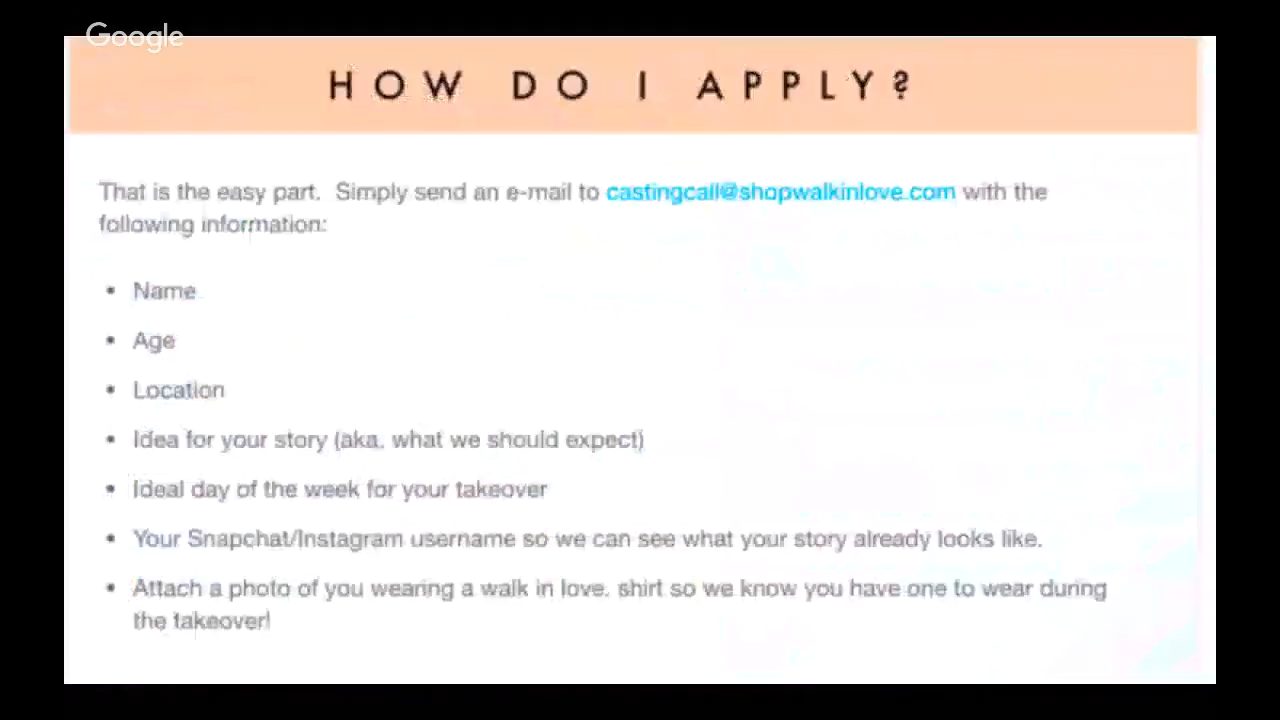 Google
HOW DO I APPLY?
That is the easy part. Simply send an e-mail to castingcall@shopwalkinlove.com with the
following information:
• Name
• Age
• Location
• Idea for your story (aka. what we should expect)
• Ideal day of the week for your takeover
• Your Snapchat/Instagram username so we can see what your story already looks like.
• Attach a photo of you wearing a walk in love. shirt so we know you have one to wear during
the takeover!